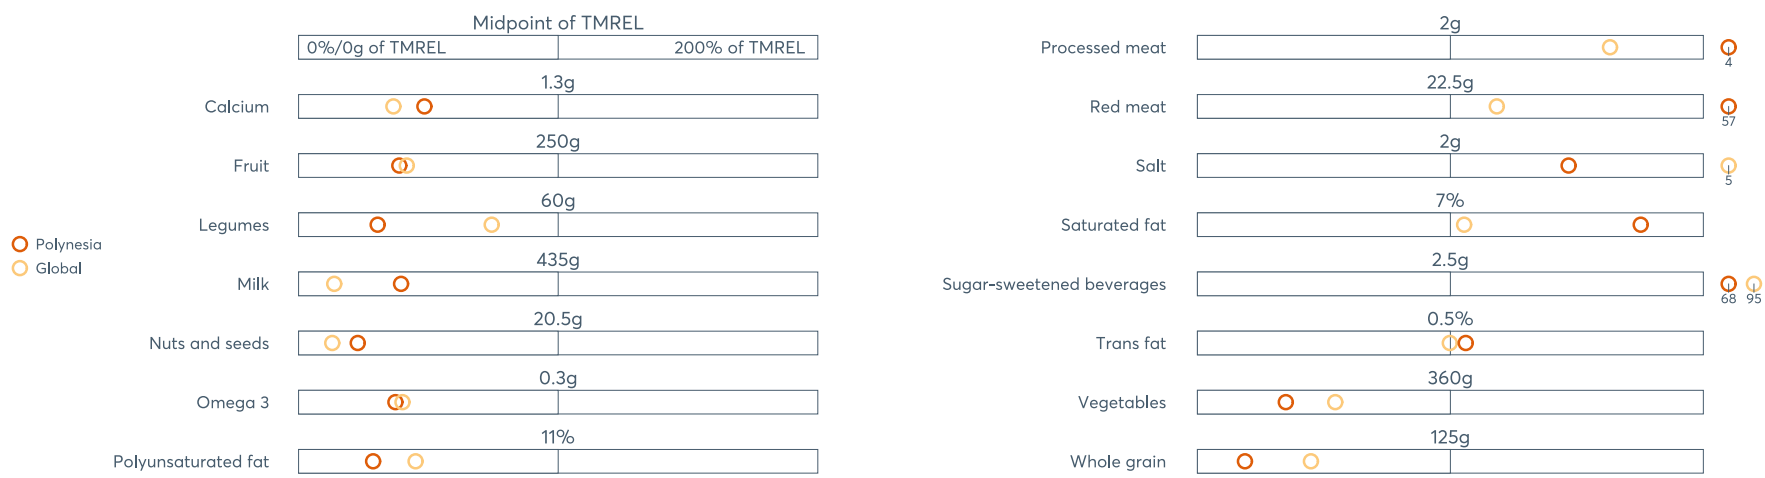 Midpoint of TMREL
0%/0g of TMREL 200% of TMREL
1.3g
Calcium
250g
Fruit
60g
Legumes
435g
Milk
20.5g
Nuts and seeds
0.3g
Omega 3
11%
Polyunsaturated fat
Polynesia
Global
2g
Processed meat
4
22.5g
Red meat
57
2g
Salt
5
7%
Saturated fat
2.5g
Sugar-sweetened beverages
68 95
0.5%
Trans fat
360g
Vegetables
125g
Whole grain